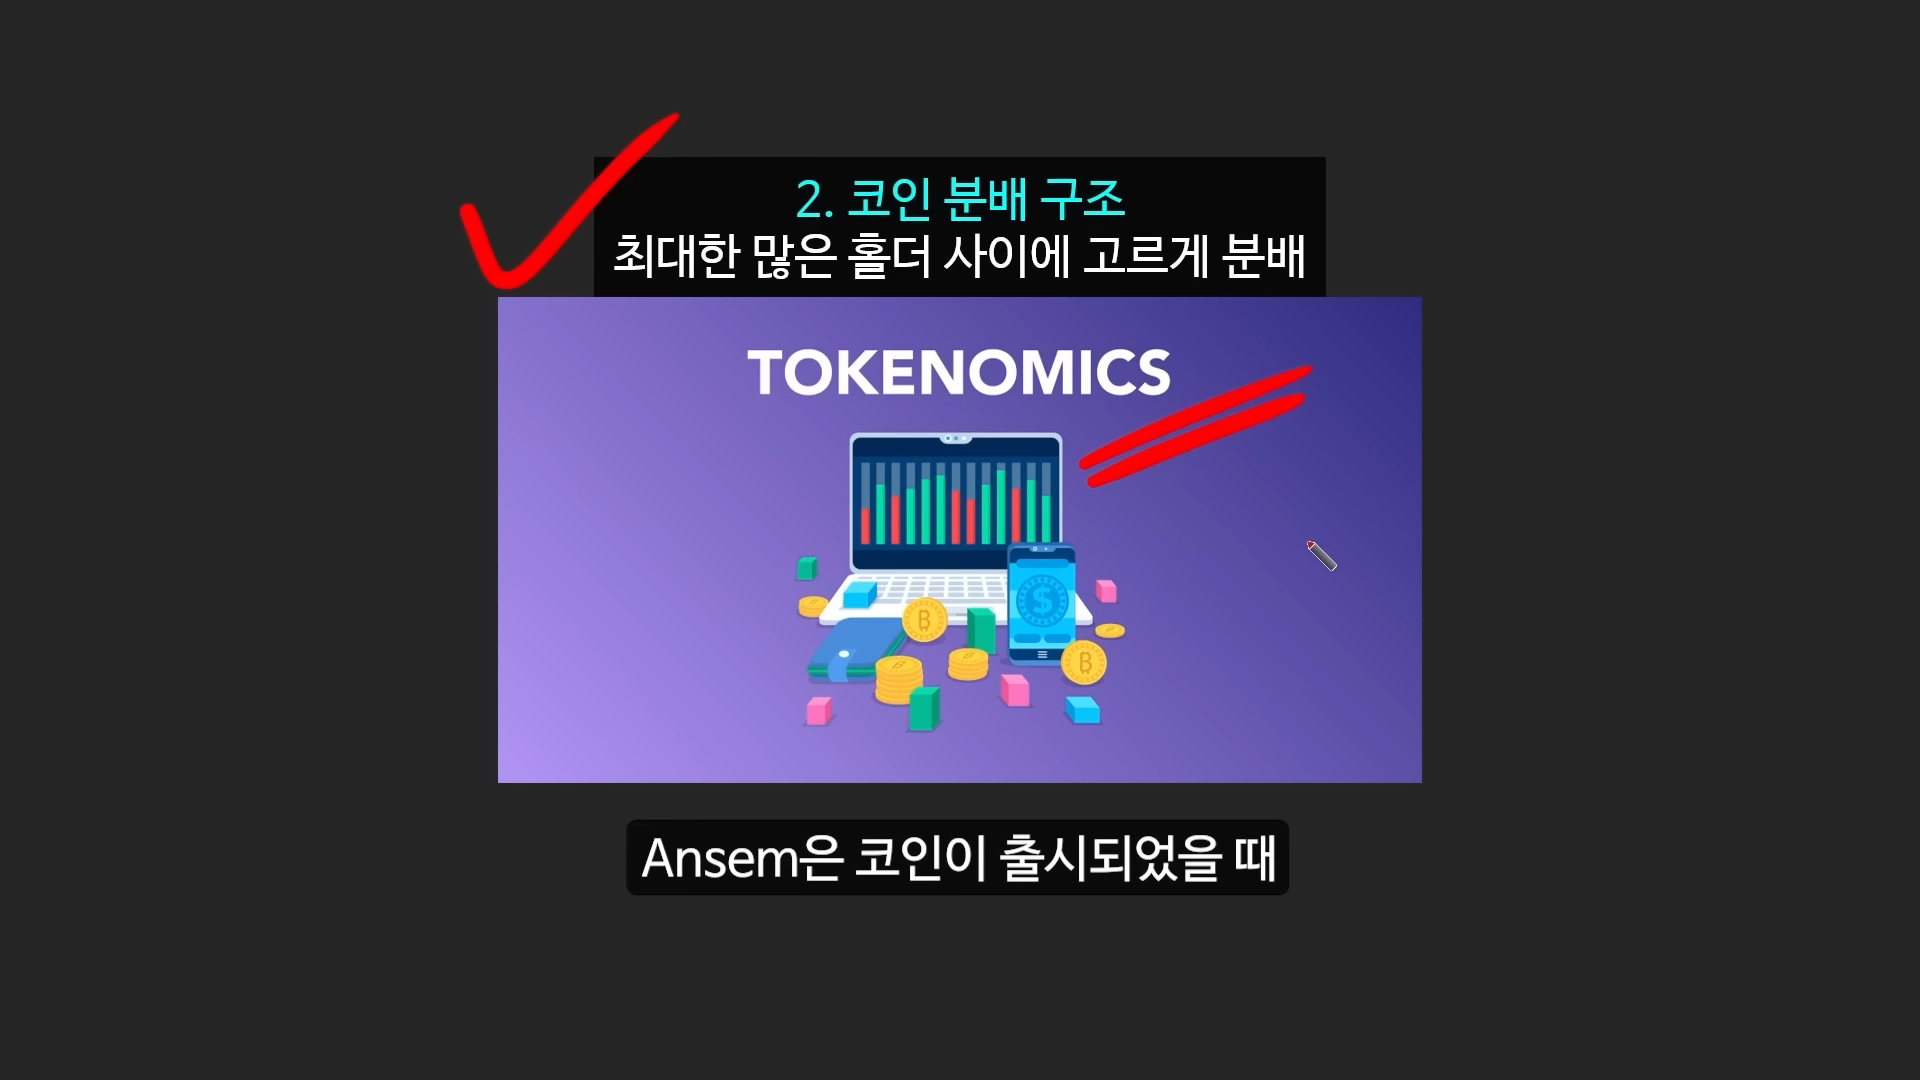 2. 코인 분배 구조
최대한 많은 홀더 사이에 고르게 분배
TOKENOMICS
Ansem은 코인이 출시되었을 때